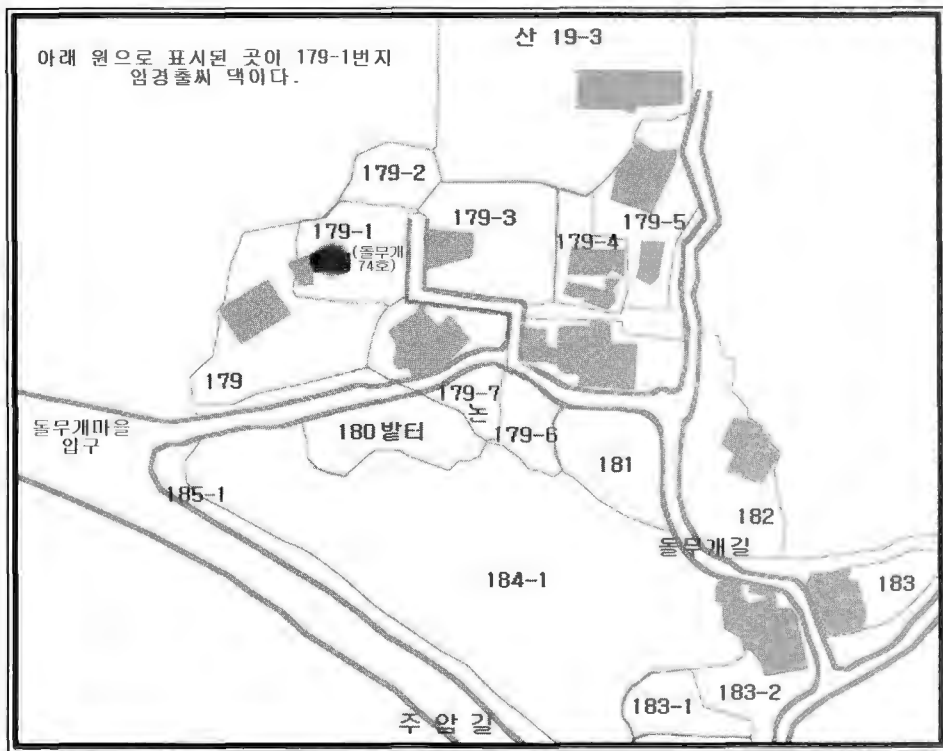 산 19-3
아래 원으로 표시된 곳이 179-1번지
암경출씨 댁이다.
179-2
179-3
179-1
179-5
179-4
(돌무개
74호)
179
179-7
논
돌무개마을
입구
180 밭터
179-6
181
185-1
182
돌무개길
184-1
183
183-2
183-1
주암길